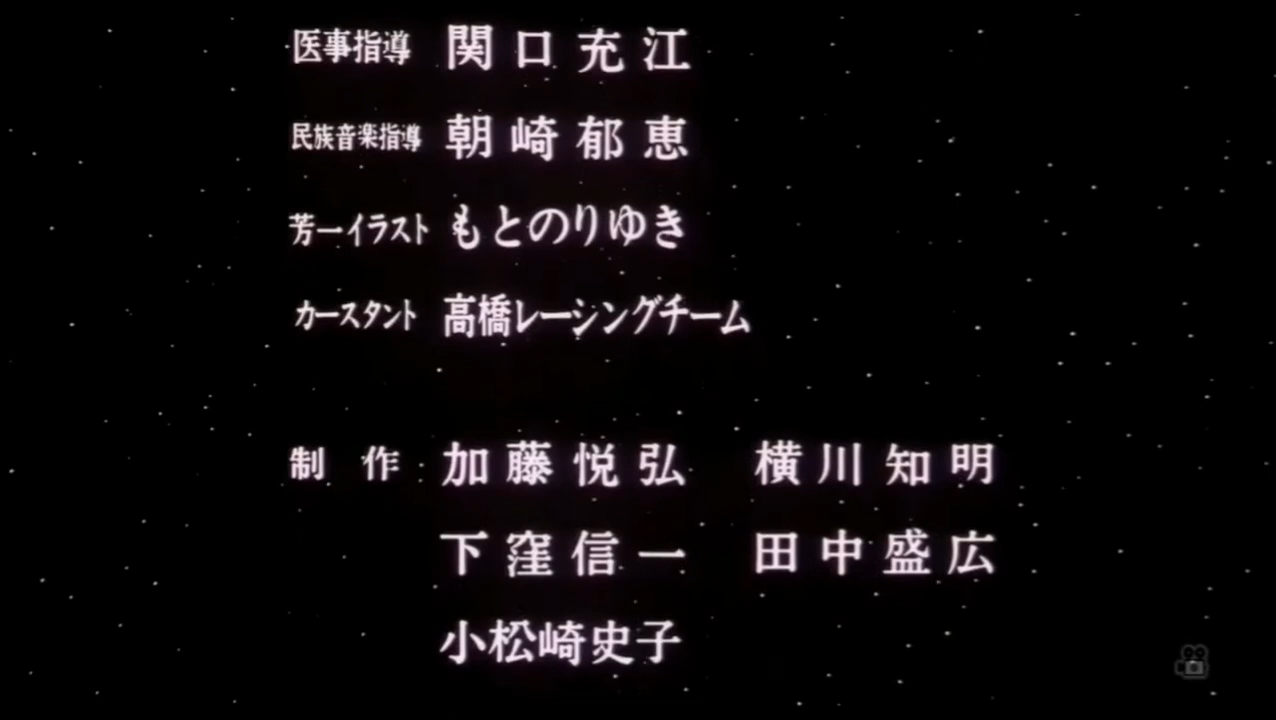 医事指導 関口充江
民族音楽指導 朝崎郁恵
芳一イラスト もとのりゆき
カースタント 高橋レーシングチーム
制作 加藤悦弘 横川知明
下窪信一 田中盛広
小松崎史子